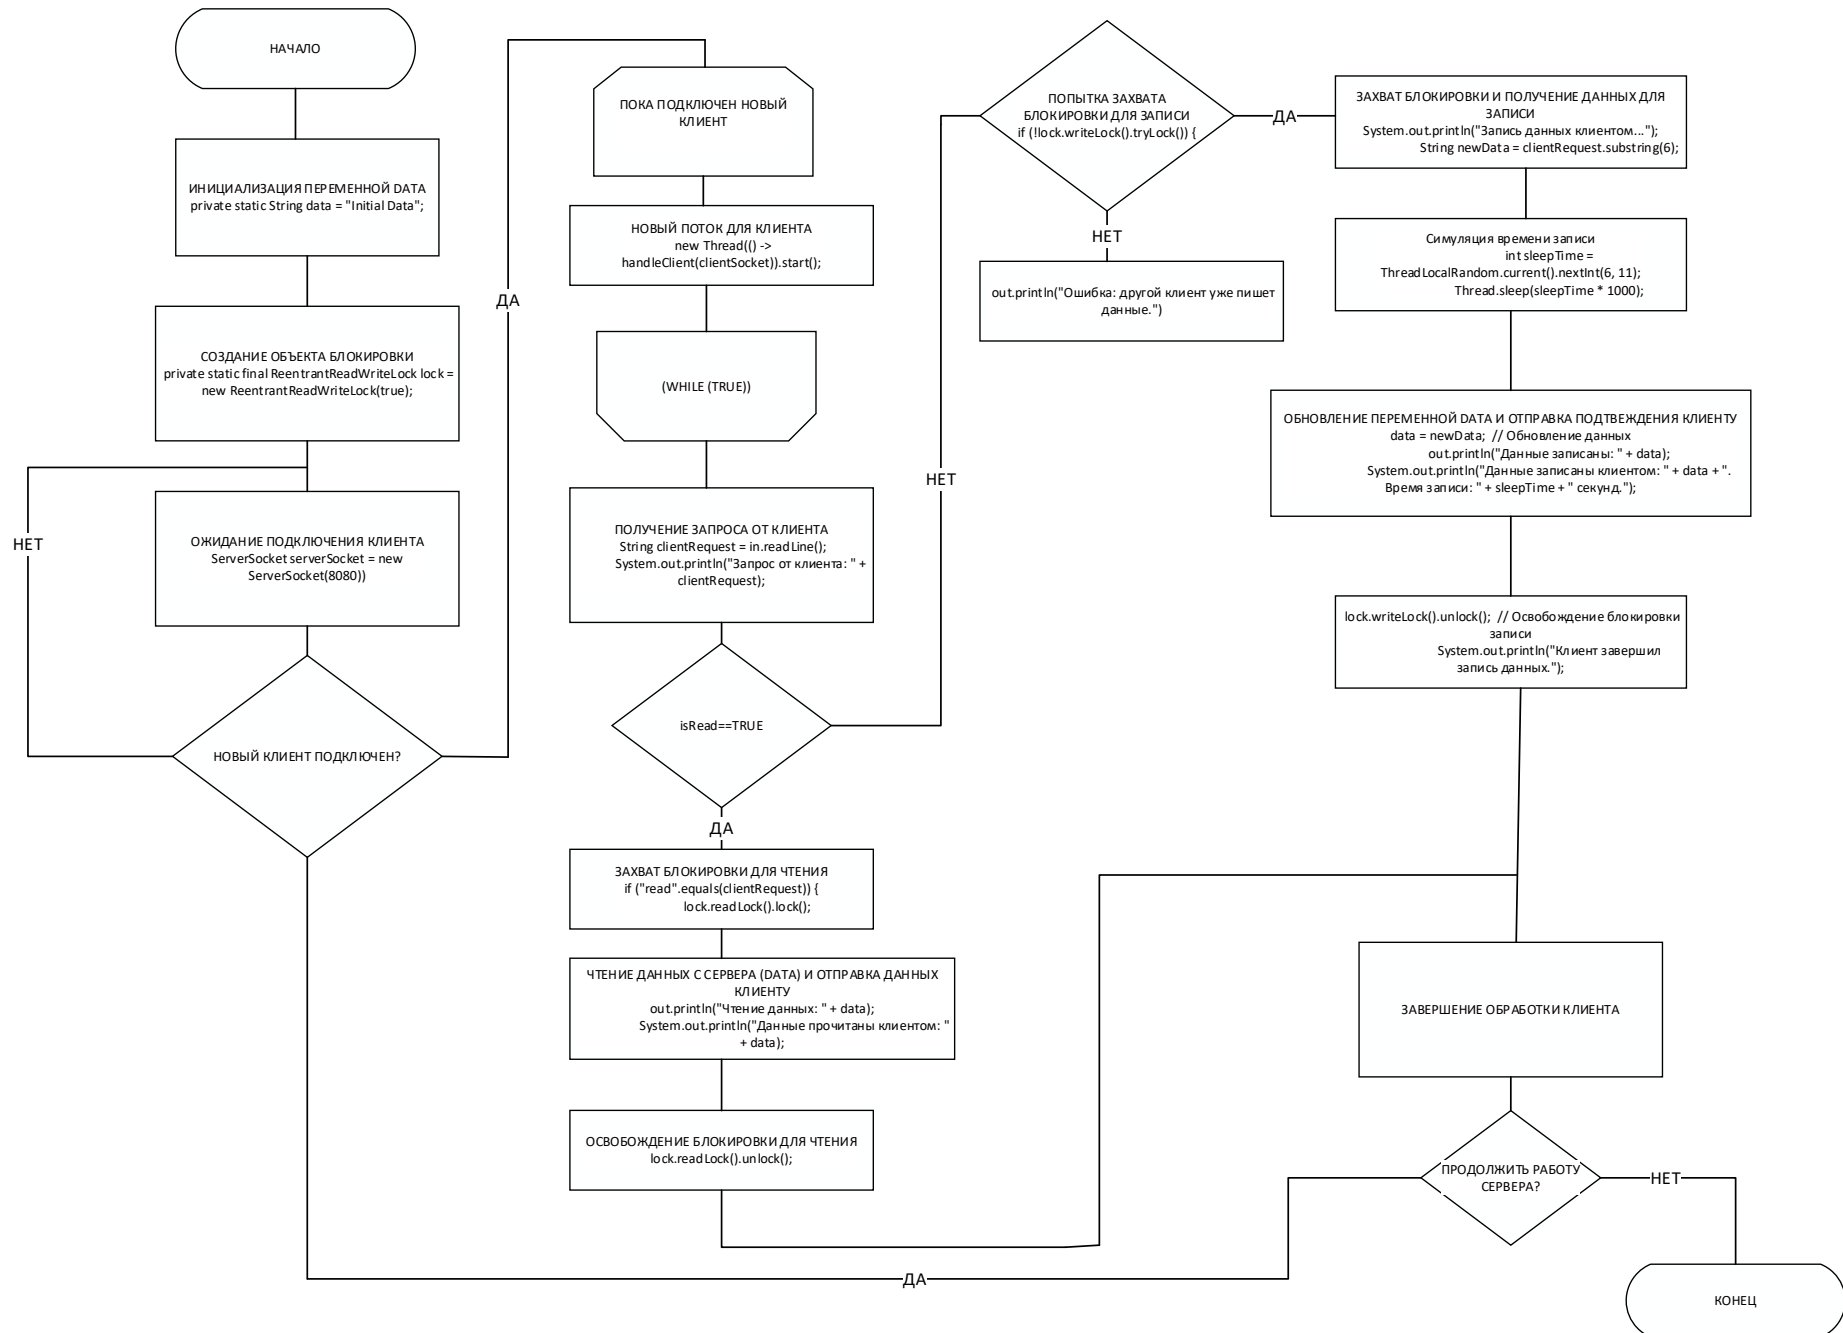 НАЧАЛО
ИНИЦИАЛИЗАЦИЯ ПЕРЕМЕННОЙ DATA
private static String data = "Initial Data";
СОЗДАНИЕ ОБЪЕКТА БЛОКИРОВКИ
private static final ReentrantReadWriteLock lock =
new ReentrantReadWriteLock(true);
НЕТ
ОЖИДАНИЕ ПОДКЛЮЧЕНИЯ КЛИЕНТА
ServerSocket serverSocket = new
ServerSocket(8080))
НОВЫЙ КЛИЕНТ ПОДКЛЮЧЕН?
ДА
ПОКА ПОДКЛЮЧЕН НОВЫЙ
КЛИЕНТ
НОВЫЙ ПОТОК ДЛЯ КЛИЕНТА
new Thread(() ->
handleClient(clientSocket)).start();
(WHILE (TRUE))
ПОЛУЧЕНИЕ ЗАПРОСА ОТ КЛИЕНТА
String clientRequest = in.readLine();
System.out.println("Запрос от клиента: " +
clientRequest);
isRead==TRUE
ДА
ЗАХВАТ БЛОКИРОВКИ ДЛЯ ЧТЕНИЯ
if ("read".equals(clientRequest)) {
lock.readLock().lock();
ЧТЕНИЕ ДАННЫХ С СЕРВЕРА (DATA) И ОТПРАВКА ДАННЫХ
КЛИЕНТУ
out.println("Чтение данных: " + data);
System.out.println("Данные прочитаны клиентом: "
+ data);
ОСВОБОЖДЕНИЕ БЛОКИРОВКИ ДЛЯ ЧТЕНИЯ
lock.readLock().unlock();
НЕТ
ПОПЫТКА ЗАХВАТА
БЛОКИРОВКИ ДЛЯ ЗАПИСИ
if (!lock.writeLock().tryLock()) {
НЕТ
out.println("Ошибка: другой клиент уже пишет
данные.")
ДА
ЗАХВАТ БЛОКИРОВКИ И ПОЛУЧЕНИЕ ДАННЫХ ДЛЯ
ЗАПИСИ
System.out.println("Запись данных клиентом...");
String newData = clientRequest.substring(6);
Симуляция времени записи
int sleepTime =
ThreadLocalRandom.current().nextInt(6, 11);
Thread.sleep(sleepTime * 1000);
ОБНОВЛЕНИЕ ПЕРЕМЕННОЙ DATA И ОТПРАВКА ПОДТВЕЖДЕНИЯ КЛИЕНТУ
data = newData; // Обновление данных
out.println("Данные записаны: " + data);
System.out.println("Данные записаны клиентом: " + data + ".
Время записи: " + sleepTime + " секунд.");
lock.writeLock().unlock(); // Освобождение блокировки
записи
System.out.println("Клиент завершил
запись данных.");
ЗАВЕРШЕНИЕ ОБРАБОТКИ КЛИЕНТА
ПРОДОЛЖИТЬ РАБОТУ
СЕРВЕРА?
НЕТ
ДА
КОНЕЦ